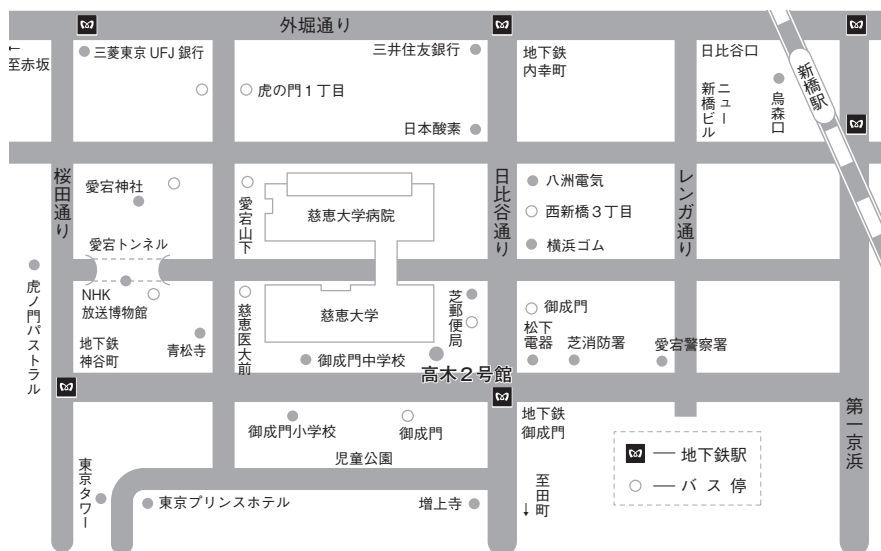 外堀通り
←
至赤坂
三菱東京UFJ銀行
三井住友銀行
地下鉄
内幸町
日比谷口
新橋駅
虎の門1丁目
ニュー
新橋ビル
烏森口
日本酸素
桜田通り
愛宕神社
愛宕山下
慈恵大学病院
日比谷通り
八洲電気
西新橋3丁目
横浜ゴム
レンガ通り
愛宕トンネル
虎ノ門パストラル
NHK
放送博物館
地下鉄
神谷町
青松寺
慈恵医大前
慈恵大学
芝郵便局
御成門中学校
高木2号館
御成門
松下
電器
芝消防署
愛宕警察署
第一京浜
御成門小学校
御成門
児童公園
地下鉄
御成門
地下鉄駅
バス停
東京タワー
東京プリンスホテル
増上寺
至田町
↓